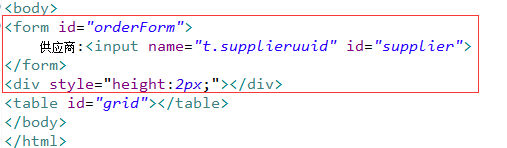 <body>
<form id="orderForm">
供应商:<input name="t.supplieruuid" id="supplier">
</form>
<div style="height:2px;"></div>
<table id="grid"></table>
</body>
</html>